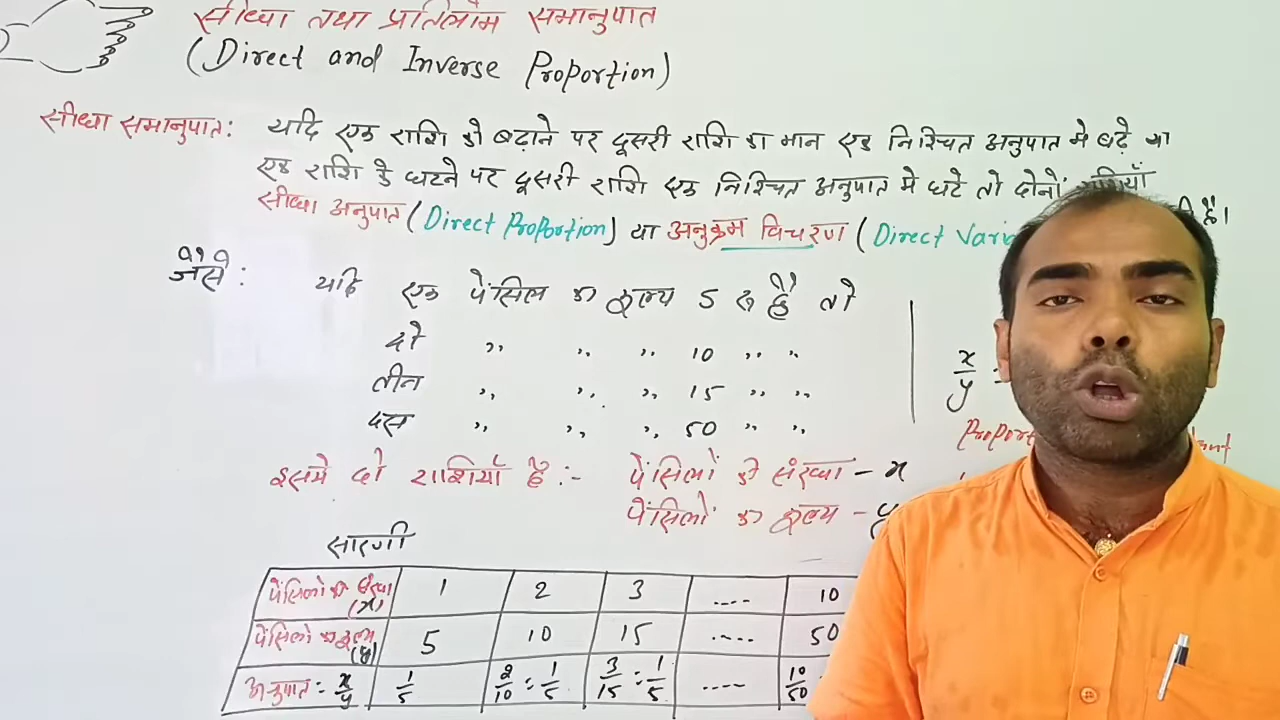 सीधा तथा प्रतिलोम समानुपात
(Direct and Inverse Proportion)
सीधा समानुपात: यदि एक राशि को बढ़ाने पर दूसरी राशि का मान एक निश्चित अनुपात मे बढ़े या
एक राशि के घटने पर दूसरी राशि एक निश्चित अनुपात मे घटे तो दोनों
सीधा अनुपात (Direct Proportion) या अनुक्रम विचरण (Direct
जैसे: यदि एक पेंसिल का मूल्य 5 रु है तो
दो ,, ,, ,, 10 ,, ,,
तीन ,, ,, ,, 15 ,, ,,
दस ,, ,, ,, 50 ,, ,,
x/y =
इसमे दो राशियाँ है :- पेंसिलों की संख्या - x
पेंसिलों का मूल्य - y
सारणी
पेंसिलो की संख्या (x) 1 2 3 .... 10
पेंसिलो का मूल्य (y) 5 10 15 .... 50
अनुपात = x/y 1/5 2/10 = 1/5 3/15 = 1/5 .... 10/50